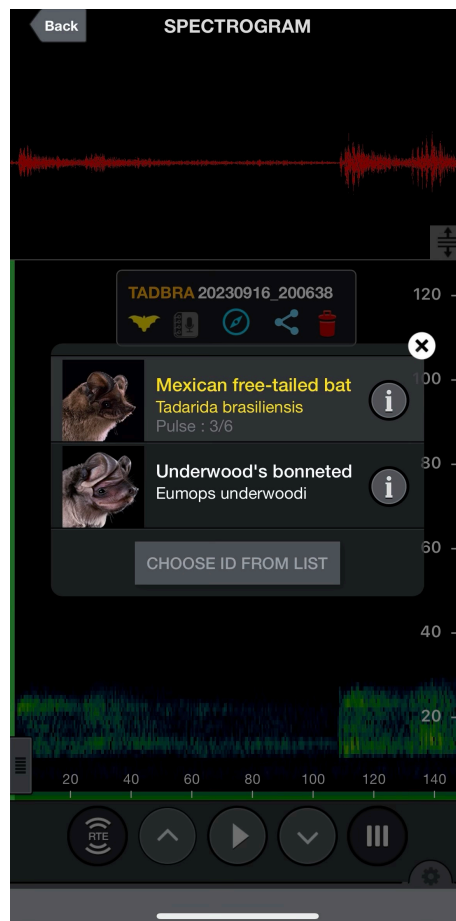 Back
SPECTROGRAM
TADBRA 20230916_200638
120
100
Mexican free-tailed bat
Tadarida brasiliensis
Pulse : 3/6
80
Underwood's bonneted
Eumops underwoodi
60
CHOOSE ID FROM LIST
40
20
20 40 60 80 100 120 140
RTE